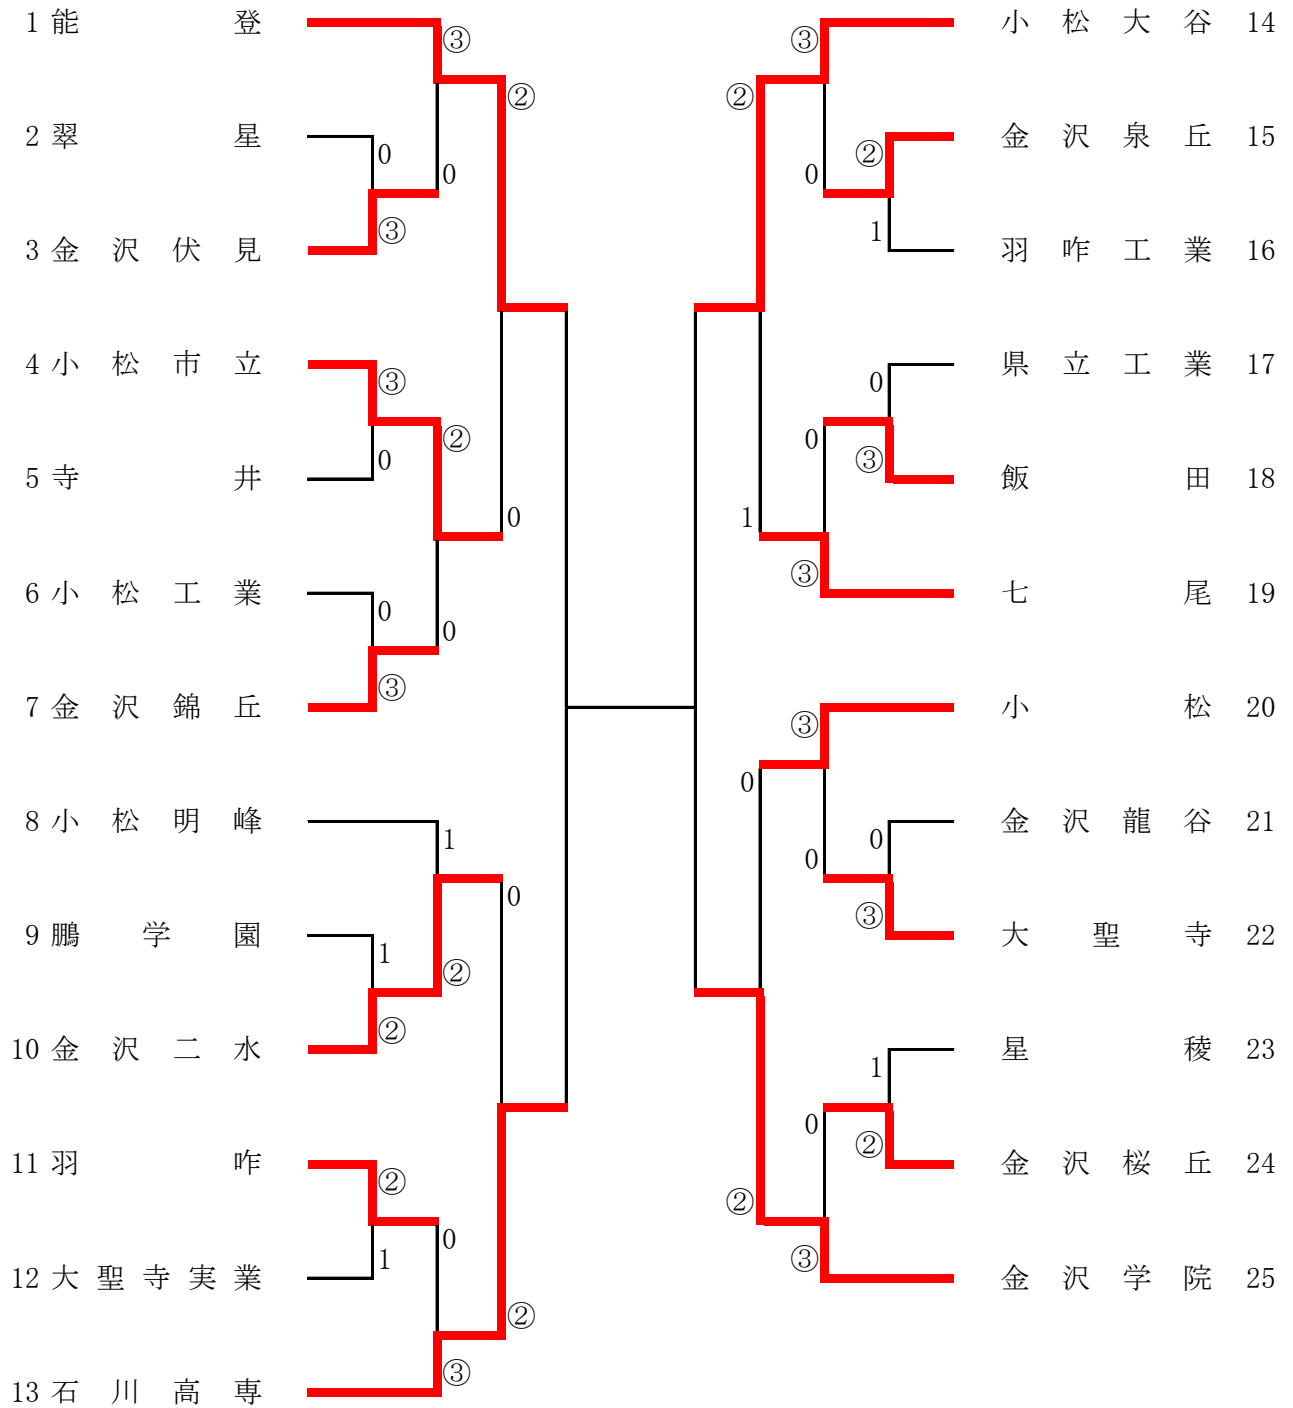 1 能登
③
②
2 翠星
0
0
3 金沢伏見
③
4 小松市立
③
②
5 寺井
0
0
6 小松工業
0
0
7 金沢錦丘
③
8 小松明峰
1
0
9 鵬学園
1
②
10 金沢二水
②
11 羽咋
②
0
12 大聖寺実業
1
②
13 石川高専
③
小松大谷 14
③
②
金沢泉丘 15
②
0
羽咋工業 16
1
県立工業 17
0
0
飯田 18
③
1
七尾 19
③
小松 20
③
0
金沢龍谷 21
0
0
大聖寺 22
③
星稜 23
1
0
金沢桜丘 24
②
②
金沢学院 25
③